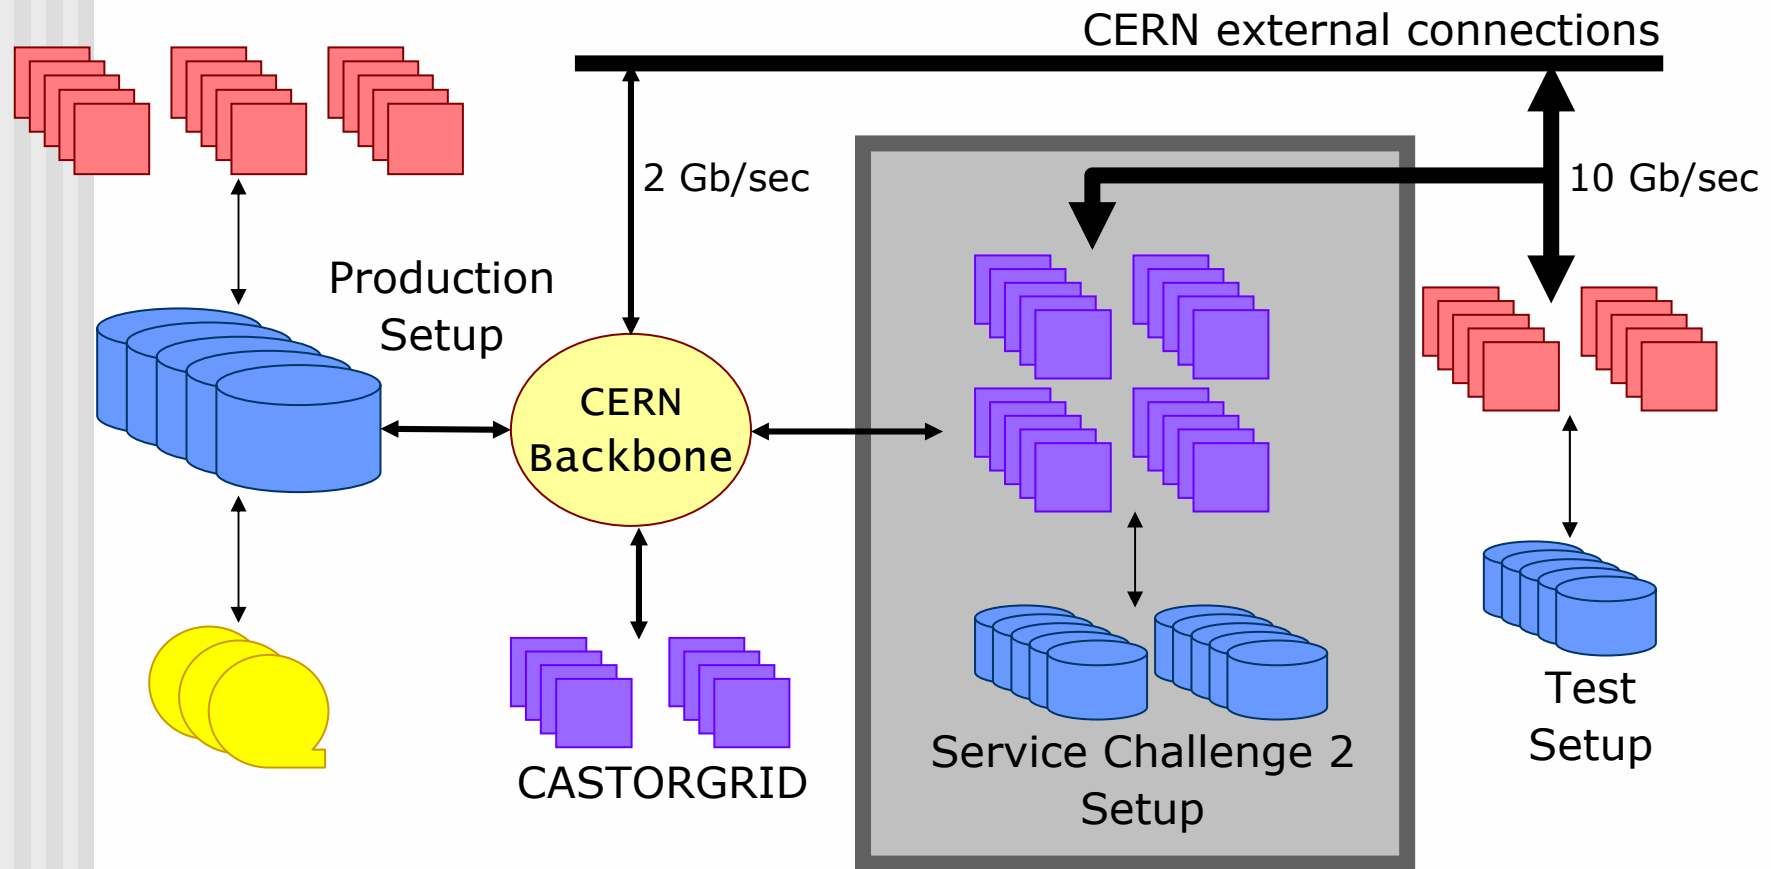 CERN external connections
2 Gb/sec
10 Gb/sec
Production
Setup
CERN
Backbone
CASTORGRID
Service Challenge 2
Setup
Test
Setup